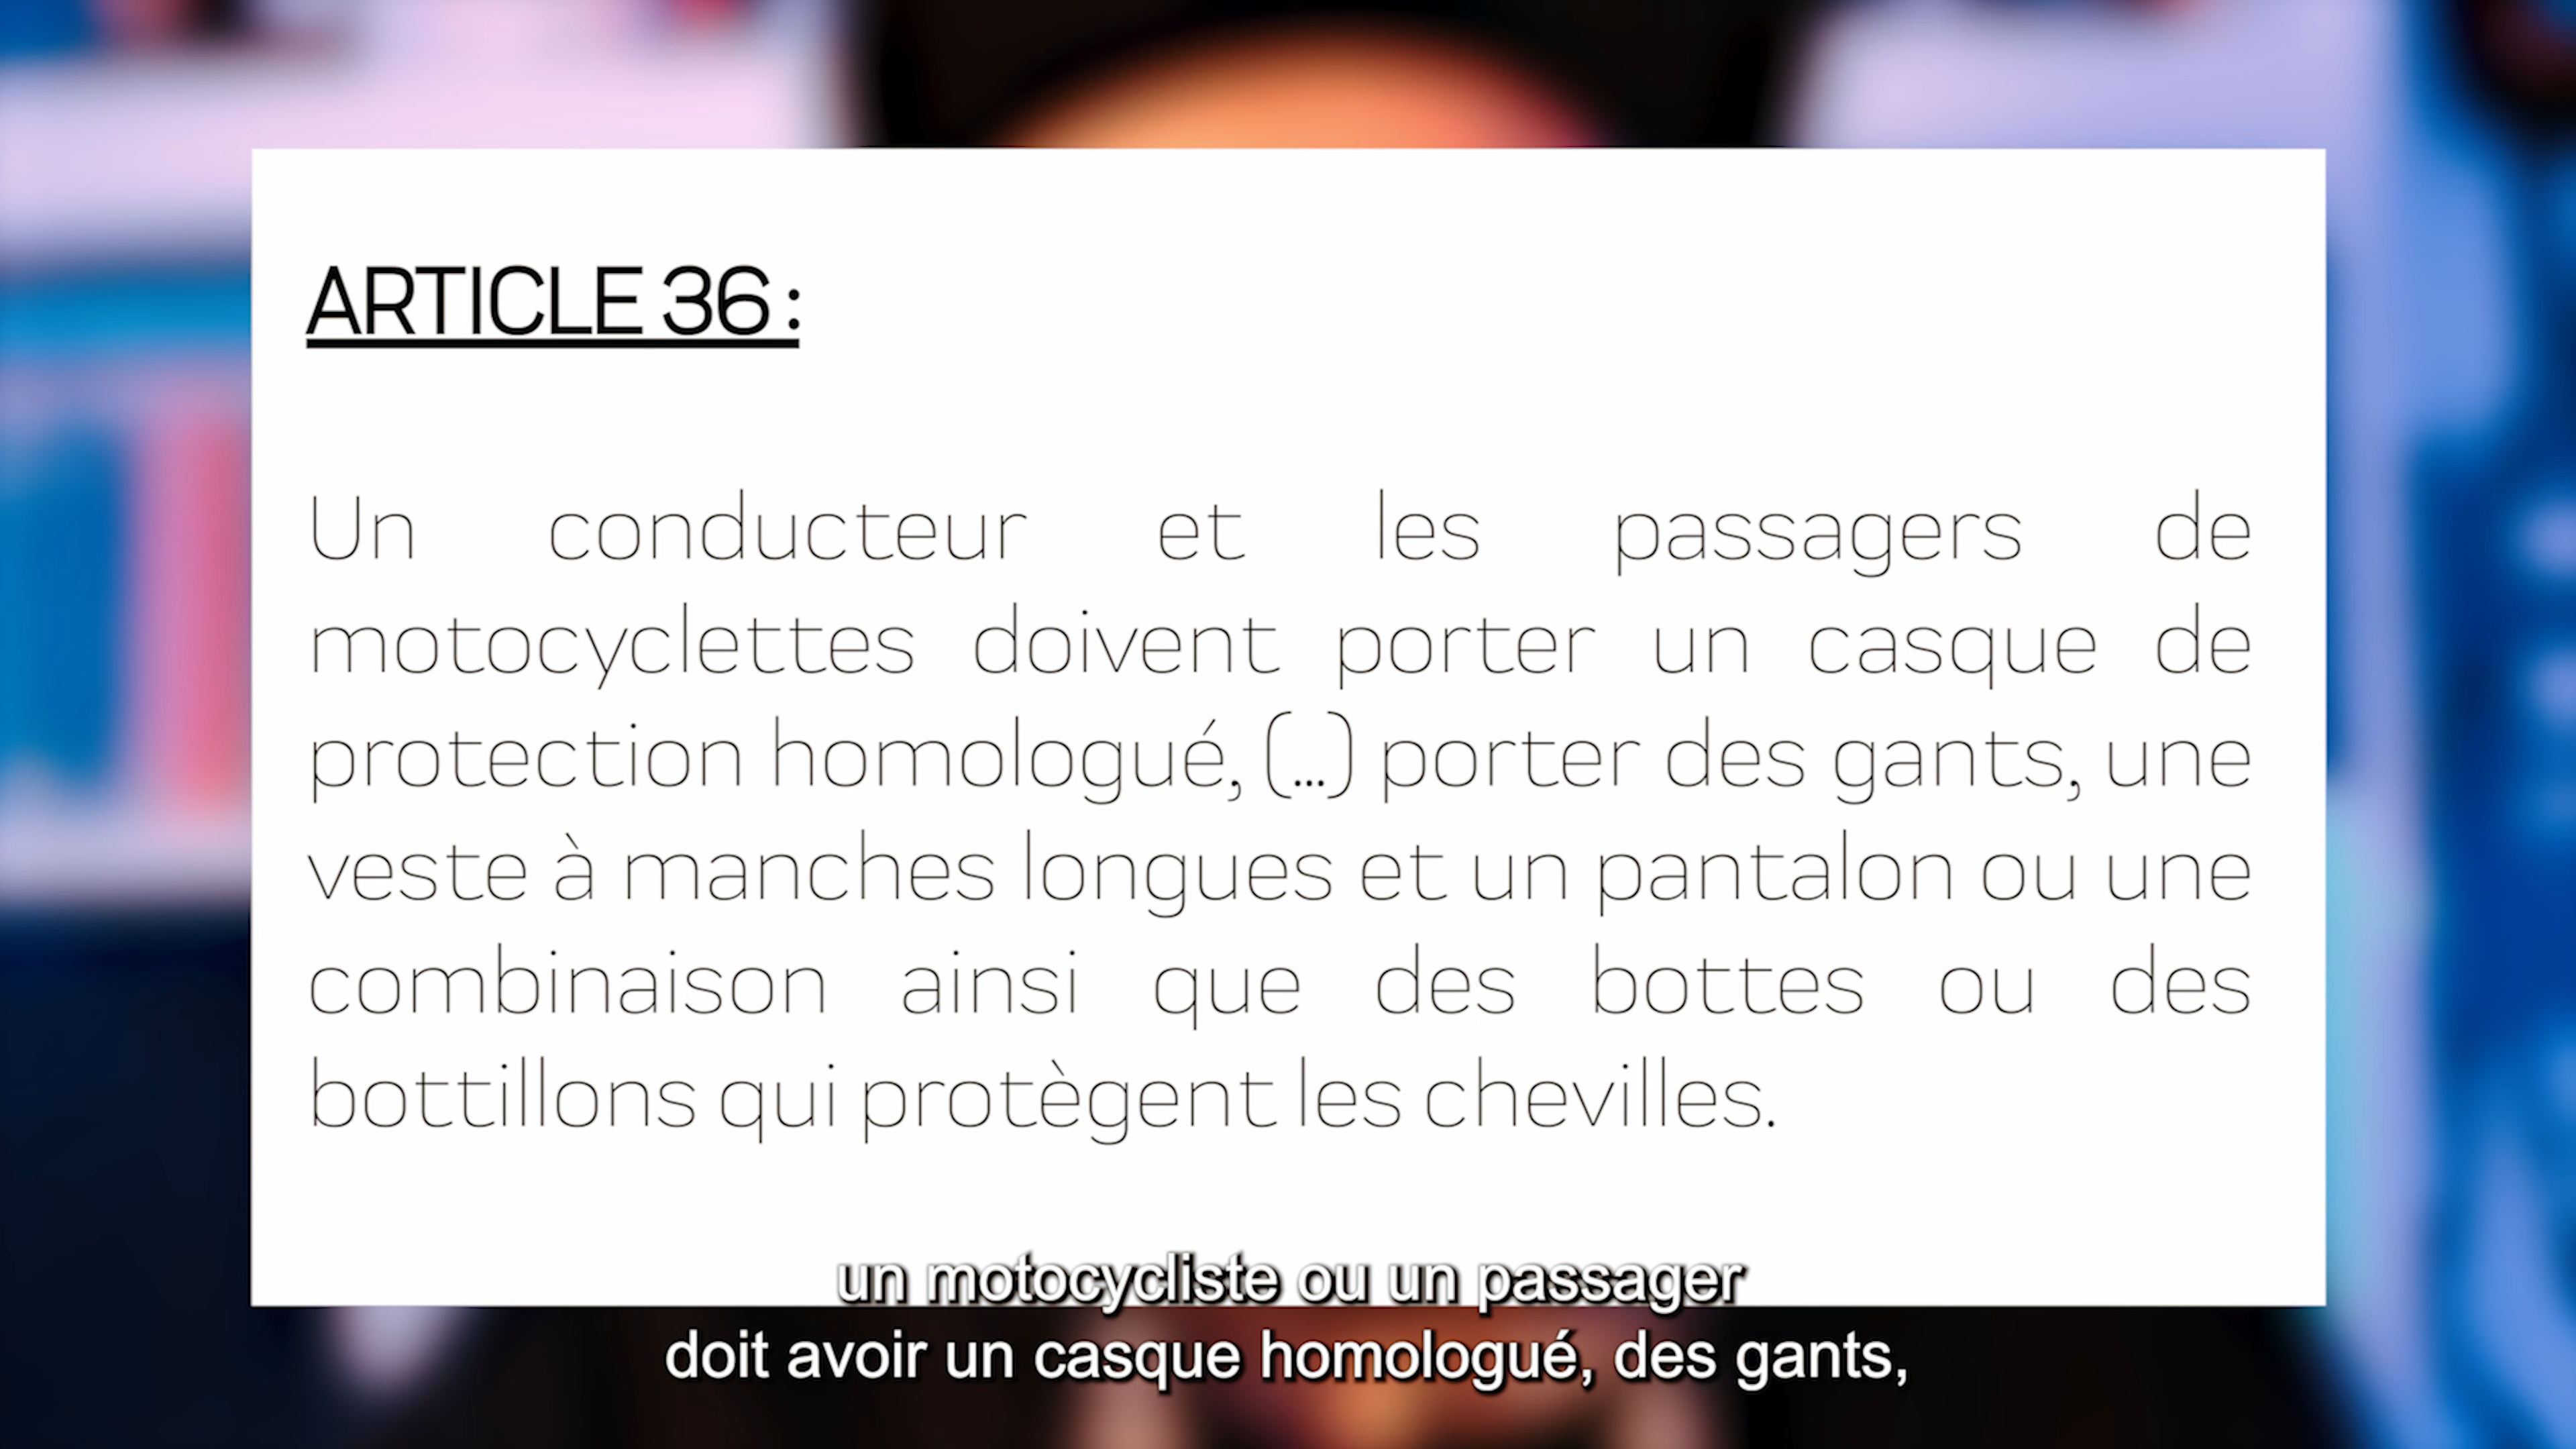 ARTICLE 36 :
Un conducteur et les passagers de
motocyclettes doivent porter un casque de
protection homologué, (...) porter des gants, une
veste à manches longues et un pantalon ou une
combinaison ainsi que des bottes ou des
bottillons qui protègent les chevilles.
un motocycliste ou un passager
doit avoir un casque homologué, des gants,